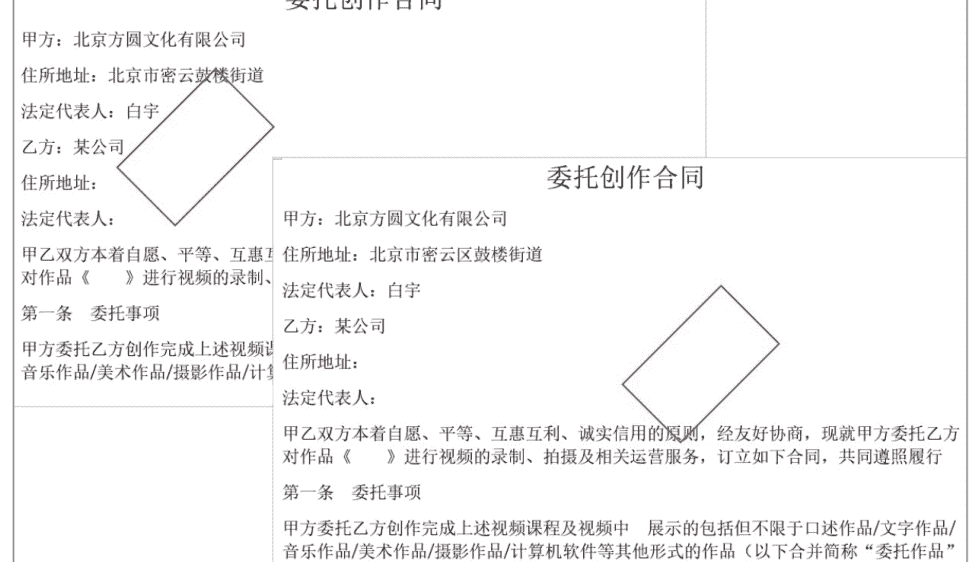 委托创作合同
甲方：北京方圆文化有限公司
住所地址：北京市密云鼓楼街道
法定代表人：白宇
乙方：某公司
住所地址：
法定代表人：
甲乙双方本着自愿、平等、互惠
对作品《　　》进行视频的录制、
第一条　委托事项
甲方委托乙方创作完成上述视频
音乐作品/美术作品/摄影作品/计
委托创作合同
甲方：北京方圆文化有限公司
住所地址：北京市密云区鼓楼街道
法定代表人：白宇
乙方：某公司
住所地址：
法定代表人：
甲乙双方本着自愿、平等、互惠互利、诚实信用的原则，经友好协商，现就甲方委托乙方
对作品《　　》进行视频的录制、拍摄及相关运营服务，订立如下合同，共同遵照履行
第一条　委托事项
甲方委托乙方创作完成上述视频课程及视频中　展示的包括但不限于口述作品/文字作品/
音乐作品/美术作品/摄影作品/计算机软件等其他形式的作品（以下合并简称“委托作品”